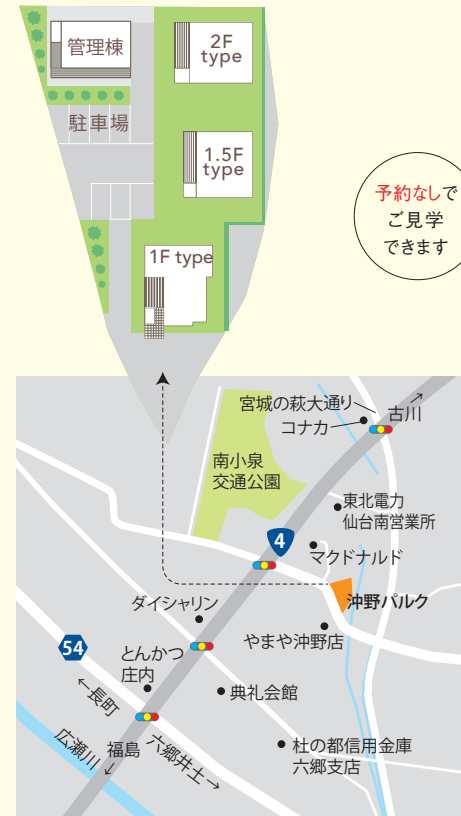 管理棟
2F
type
駐車場
1.5F
type
予約なしで
ご見学
できます
1F type
宮城の萩大通り
古川
→
コナカ
南小泉
交通公園
東北電力
仙台南営業所
4
マクドナルド
沖野パルク
ダイシャリン
やまや沖野店
54
とんかつ
庄内
←長町
典礼会館
広瀬川
福島
←
六郷井土→
杜の都信用金庫
六郷支店